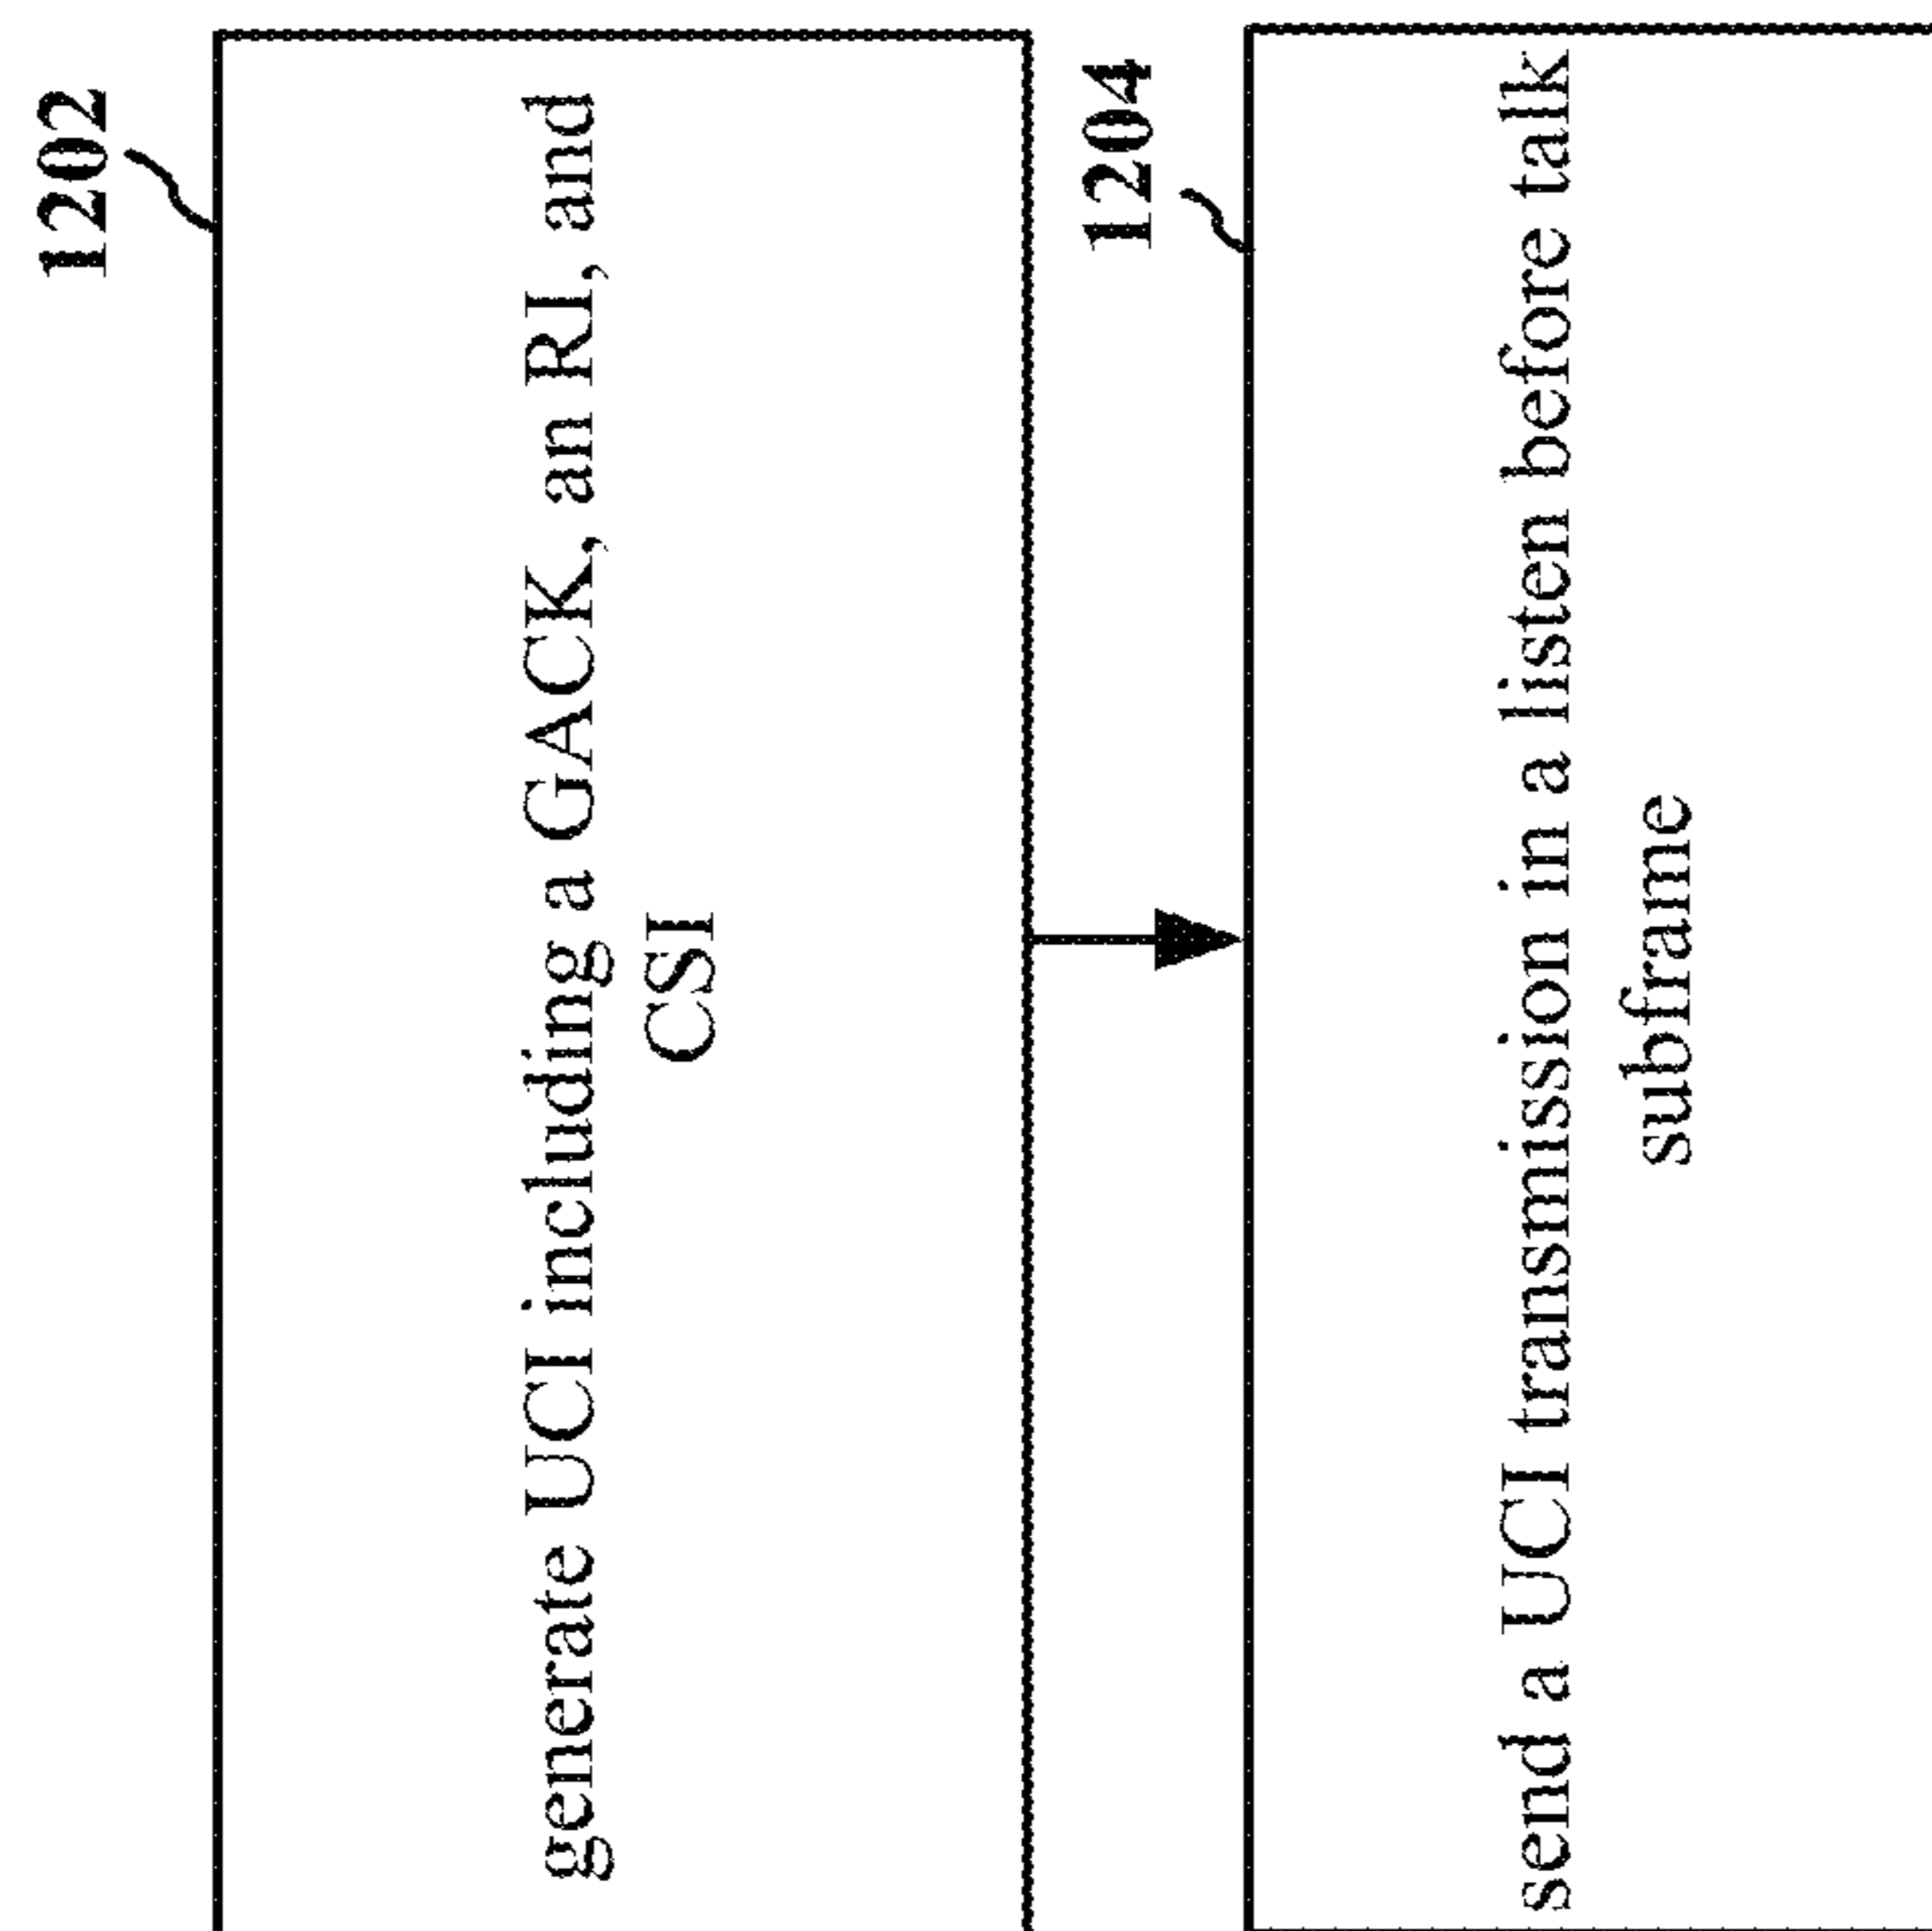 1202
generate UCI including a GACK, an RI, and
CSI
1204
send a UCI transmission in a listen before talk
subframe